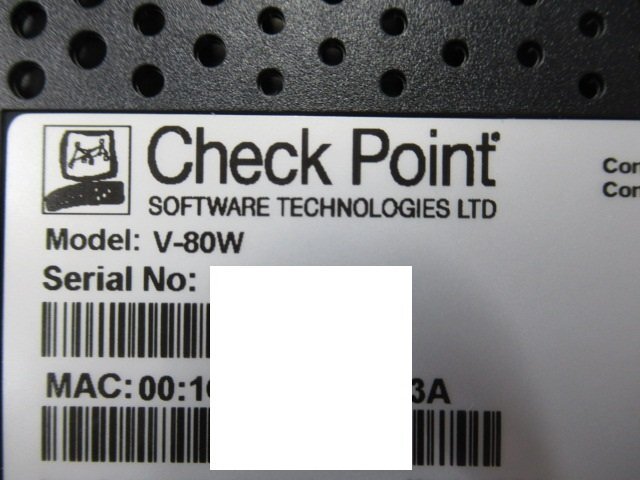 Check Point
SOFTWARE TECHNOLOGIES LTD
Model: V-80W
Serial No:
MAC: 00:1
3A